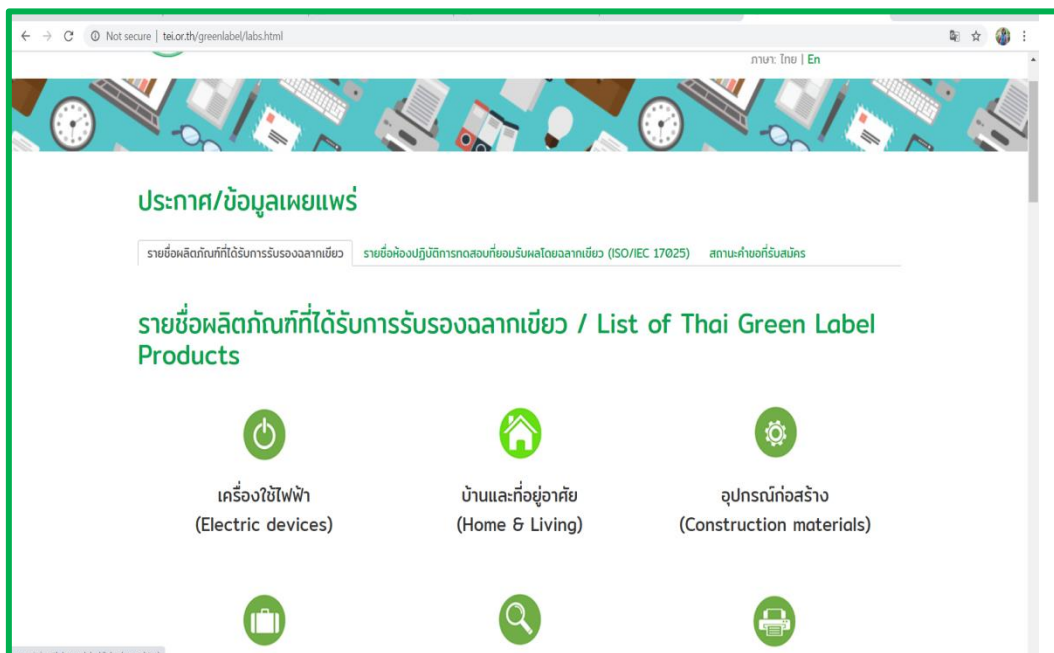 Not secure | tei.or.th/greenlabel/labs.html
ภาษา: ไทย | En
ประกาศ/ข้อมูลเผยแพร่
รายชื่อผลิตภัณฑ์ที่ได้รับการรับรองฉลากเขียว รายชื่อห้องปฏิบัติการทดสอบที่ยอมรับผลโดยฉลากเขียว (ISO/IEC 17025) สถานะคำขอที่รับสมัคร
รายชื่อผลิตภัณฑ์ที่ได้รับการรับรองฉลากเขียว / List of Thai Green Label
Products
เครื่องใช้ไฟฟ้า บ้านและที่อยู่อาศัย อุปกรณ์ก่อสร้าง
(Electric devices) (Home & Living) (Construction materials)